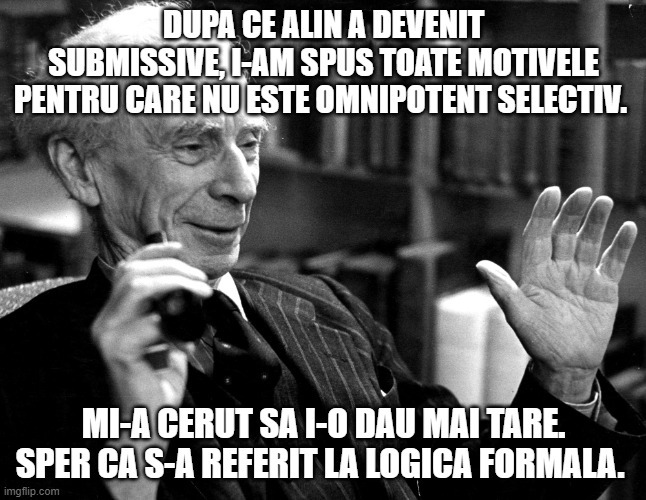 DUPA CE ALIN A DEVENIT
SUBMISSIVE, I-AM SPUS TOATE MOTIVELE
PENTRU CARE NU ESTE OMNIPOTENT SELECTIV.
MI-A CERUT SA I-O DAU MAI TARE.
SPER CA S-A REFERIT LA LOGICA FORMALA.
imgflip.com